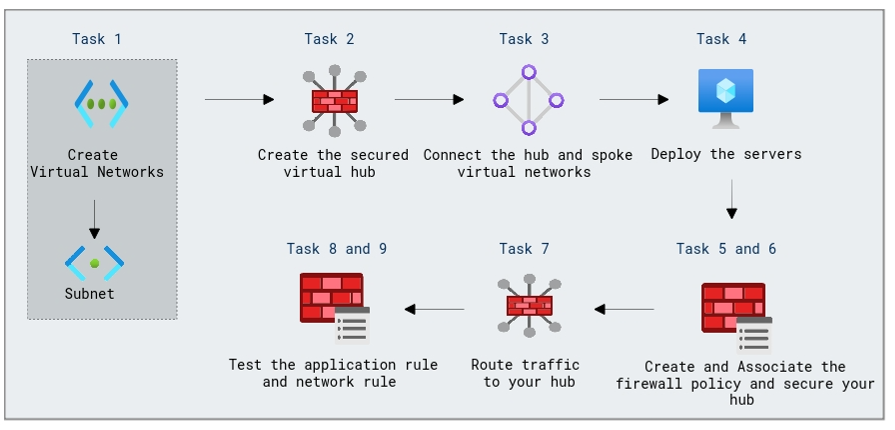 Task 1
Create
Virtual Networks
Subnet
Task 2
Create the secured
virtual hub
Task 3
Connect the hub and spoke
virtual networks
Task 4
Deploy the servers
Task 5 and 6
Create and Associate the
firewall policy and secure your
hub
Task 7
Route traffic
to your hub
Task 8 and 9
Test the application rule
and network rule